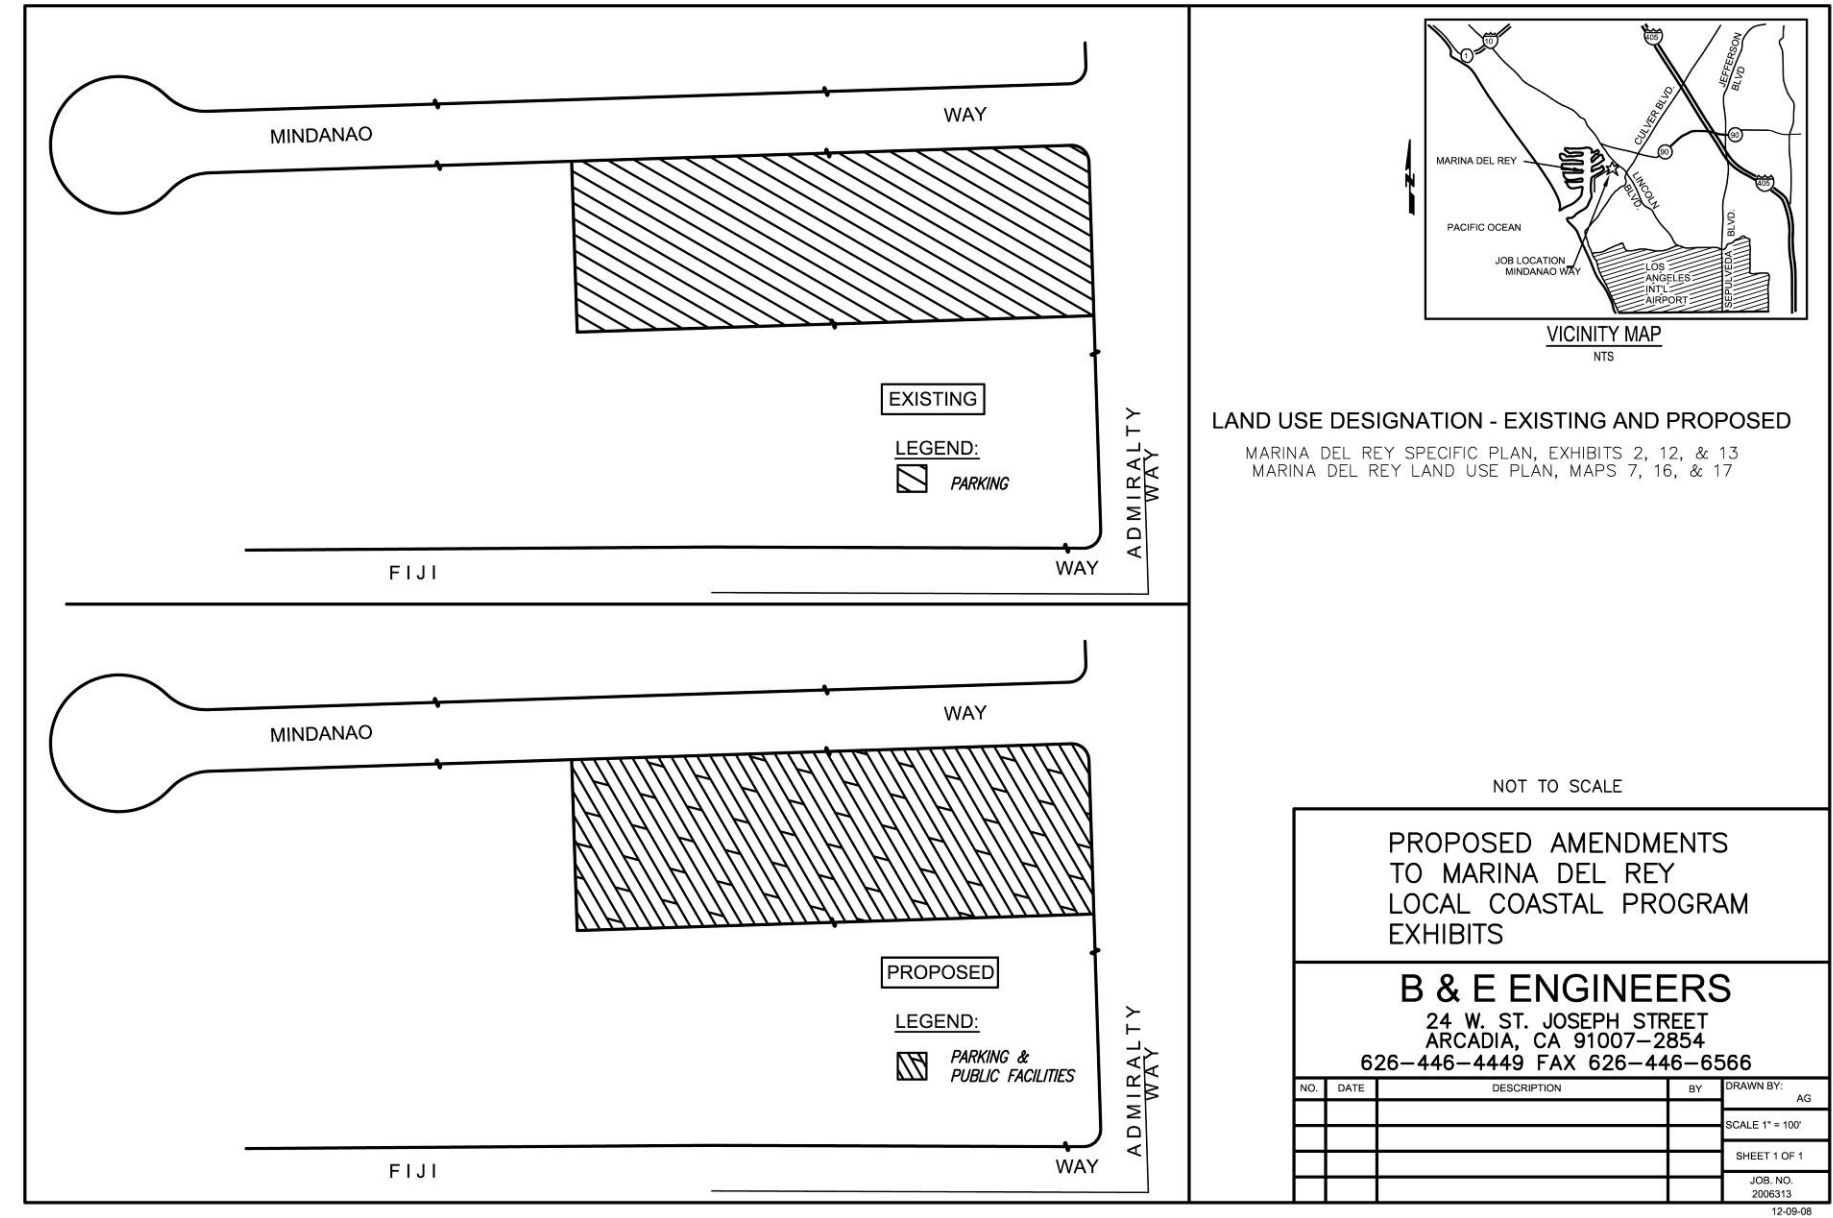 MINDANAO
WAY
EXISTING
LEGEND:
PARKING
ADMIRALTY
WAY
FIJI
WAY
MINDANAO
WAY
PROPOSED
LEGEND:
PARKING &
PUBLIC FACILITIES
ADMIRALTY
WAY
FIJI
WAY
1
10
405
JEFFERSON
BLVD
CULVER BLVD.
90
90
MARINA DEL REY
LINCOLN
BLVD.
405
N
PACIFIC OCEAN
JOB LOCATION
MINDANAO WAY
SEPULVEDA BLVD.
LOS
ANGELES
INT'L
AIRPORT
VICINITY MAP
NTS
LAND USE DESIGNATION - EXISTING AND PROPOSED
MARINA DEL REY SPECIFIC PLAN, EXHIBITS 2, 12, & 13
MARINA DEL REY LAND USE PLAN, MAPS 7, 16, & 17
NOT TO SCALE
PROPOSED AMENDMENTS
TO MARINA DEL REY
LOCAL COASTAL PROGRAM
EXHIBITS
B & E ENGINEERS
24 W. ST. JOSEPH STREET
ARCADIA, CA 91007-2854
626-446-4449 FAX 626-446-6566
NO. DATE DESCRIPTION BY
DRAWN BY:
AG
SCALE 1" = 100'
SHEET 1 OF 1
JOB. NO.
2006313
12-09-08